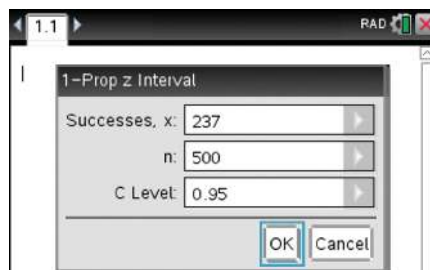 1.1
RAD
1-Prop z Interval
Successes, x: 237
n: 500
C Level: 0.95
OK Cancel